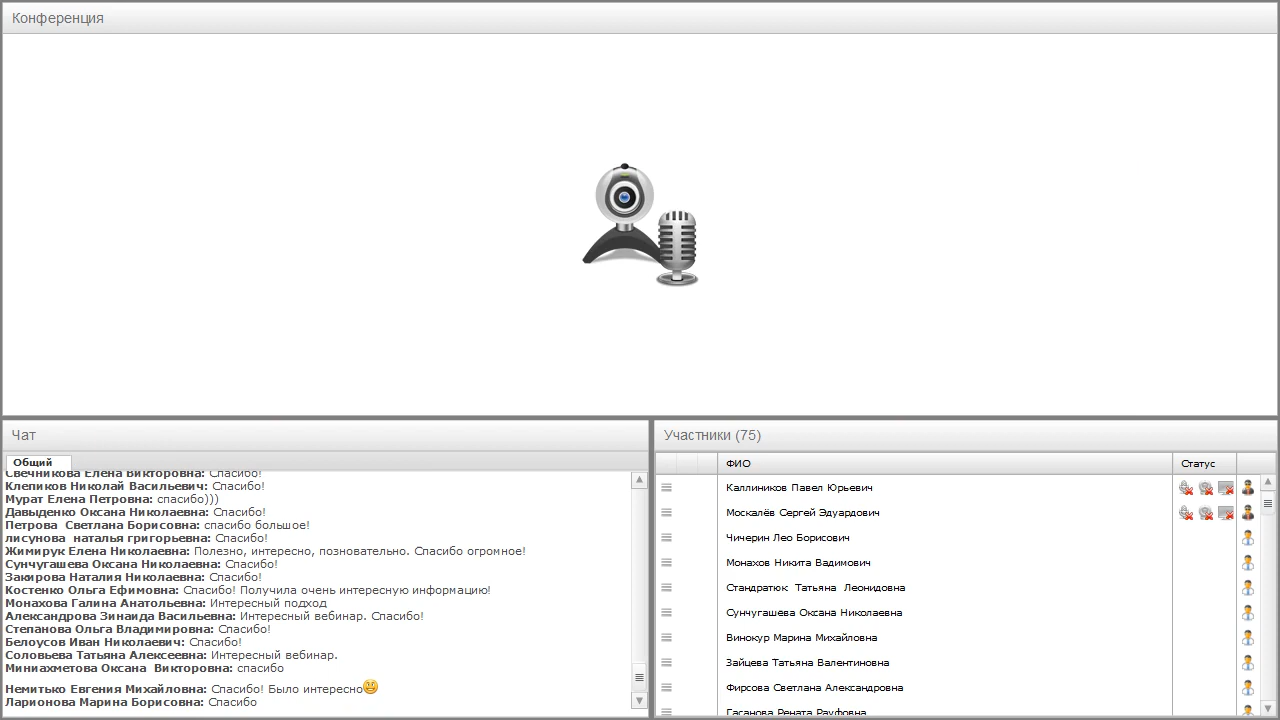 Конференция
Чат
Общий
Свечникова Елена Викторовна: Спасибо!
Клепиков Николай Васильевич: Спасибо!
Мурат Елена Петровна: спасибо)))
Давыденко Оксана Николаевна: Спасибо!
Петрова Светлана Борисовна: спасибо большое!
лисунова наталья григорьевна: Спасибо!
Жимирук Елена Николаевна: Полезно, интересно, позновательно. Спасибо огромное!
Сунчугашева Оксана Николаевна: Спасибо!
Закирова Наталия Николаевна: Спасибо!
Костенко Ольга Ефимовна: Спасибо! Получила очень интересную информацию!
Монахова Галина Анатольевна: Интересный подход
Александрова Зинаида Васильевна: Интересный вебинар. Спасибо!
Степанова Ольга Владимировна: Спасибо!
Белоусов Иван Николаевич: Спасибо!
Соловьева Татьяна Алексеевна: Интересный вебинар.
Миниахметова Оксана Викторовна: спасибо
Немитько Евгения Михайловна: Спасибо! Было интересно
Ларионова Марина Борисовна: Спасибо
Участники (75)
ФИО Статус
Каллиников Павел Юрьевич
Москалёв Сергей Эдуардович
Чичерин Лео Борисович
Монахов Никита Вадимович
Стандратюк Татьяна Леонидовна
Сунчугашева Оксана Николаевна
Винокур Марина Михайловна
Зайцева Татьяна Валентиновна
Фирсова Светлана Александровна
Гасанова Рената Рауфовна